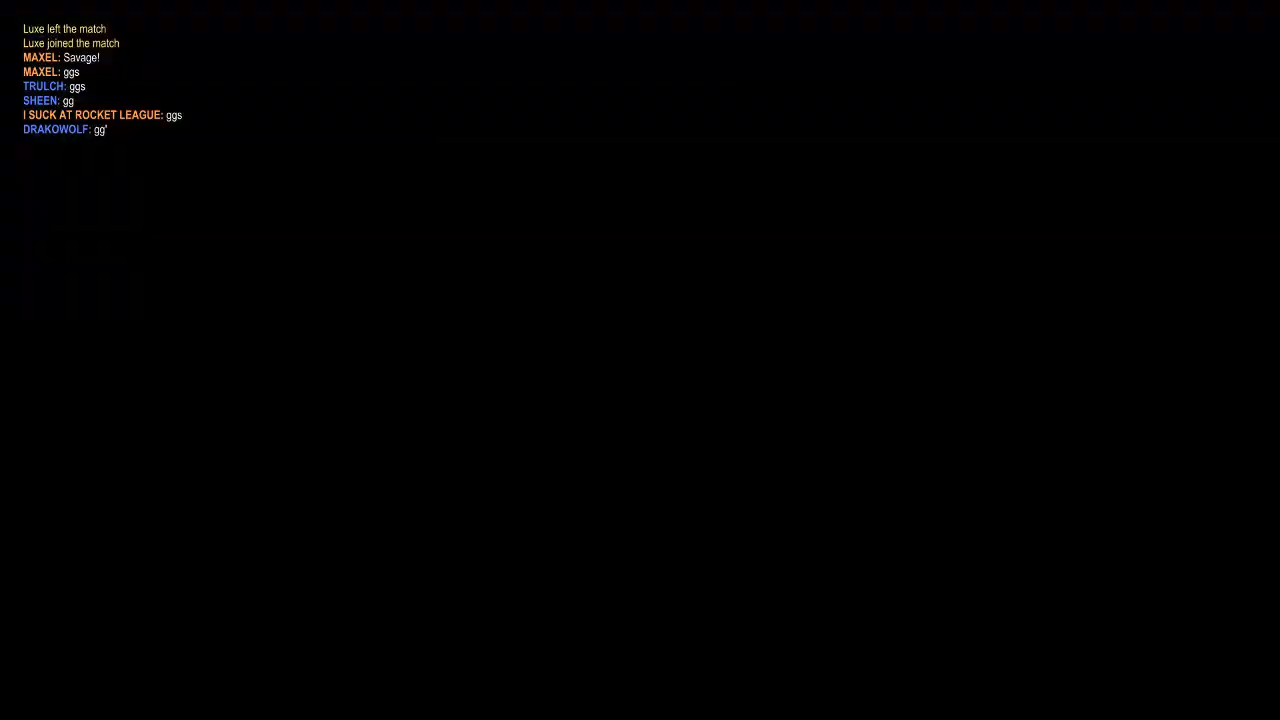 Luxe left the match
Luxe joined the match
MAXEL: Savage!
MAXEL: ggs
TRULCH: ggs
SHEEN: gg
I SUCK AT ROCKET LEAGUE: ggs
DRAKOWOLF: gg'